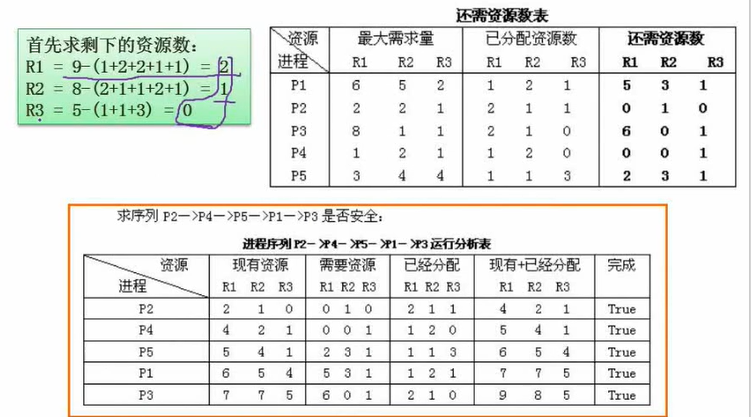 首先求剩下的资源数：
R1 = 9-(1+2+2+1+1) = 2
R2 = 8-(2+1+1+2+1) = 1
R3 = 5-(1+1+3) = 0
还需资源数表
资源 最大需求量 已分配资源数 还需资源数
进程 R1 R2 R3 R1 R2 R3 R1 R2 R3
P1 6 5 2 1 2 1 5 3 1
P2 2 2 1 2 1 1 0 1 0
P3 8 1 1 2 1 0 6 0 1
P4 1 2 1 1 2 0 0 0 1
P5 3 4 4 1 1 3 2 3 1
求序列 P2—>P4—>P5—>P1—>P3 是否安全：
进程序列 P2—>P4—>P5—>P1—>P3 运行分析表
资源 现有资源 需要资源 已经分配 现有+已经分配 完成
进程 R1 R2 R3 R1 R2 R3 R1 R2 R3 R1 R2 R3
P2 2 1 0 0 1 0 2 1 1 4 2 1 True
P4 4 2 1 0 0 1 1 2 0 5 4 1 True
P5 5 4 1 2 3 1 1 1 3 6 5 4 True
P1 6 5 4 5 3 1 1 2 1 7 7 5 True
P3 7 7 5 6 0 1 2 1 0 9 8 5 True